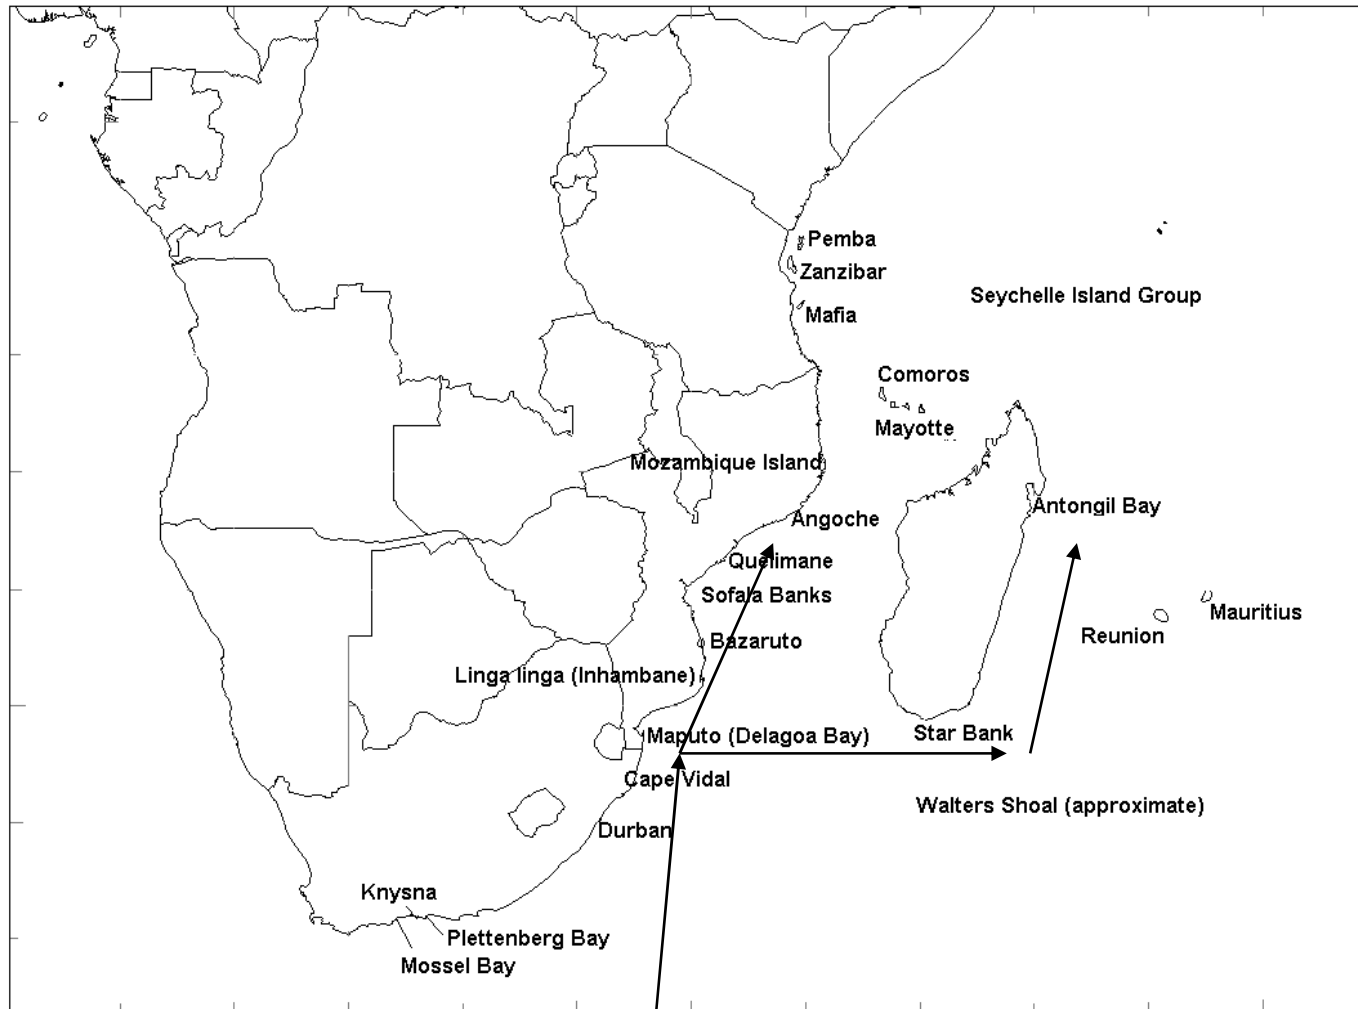 Pemba
Zanzibar
Seychelle Island Group
Mafia
Comoros
Mayotte
Mozambique Island
Antongil Bay
Angoche
Quelimane
Sofala Banks
Mauritius
Reunion
Bazaruto
Linga linga (Inhambane)
Star Bank
Maputo (Delagoa Bay)
Cape Vidal
Walters Shoal (approximate)
Durban
Knysna
Plettenberg Bay
Mossel Bay